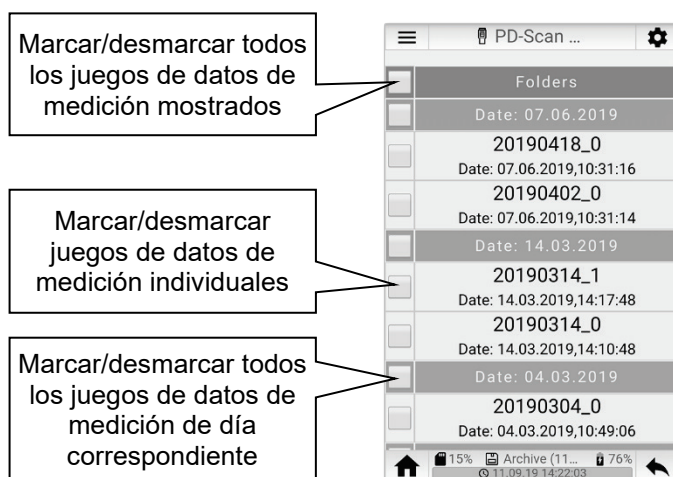 Marcar/desmarcar todos
los juegos de datos de
medición mostrados
Marcar/desmarcar
juegos de datos de
medición individuales
Marcar/desmarcar todos
los juegos de datos de
medición de día
correspondiente
PD-Scan ...
Folders
Date: 07.06.2019
20190418_0
Date: 07.06.2019,10:31:16
20190402_0
Date: 07.06.2019,10:31:14
Date: 14.03.2019
20190314_1
Date: 14.03.2019,14:17:48
20190314_0
Date: 14.03.2019,14:10:48
Date: 04.03.2019
20190304_0
Date: 04.03.2019,10:49:06
15% Archive (11... 76%
11.09.19 14:22:03